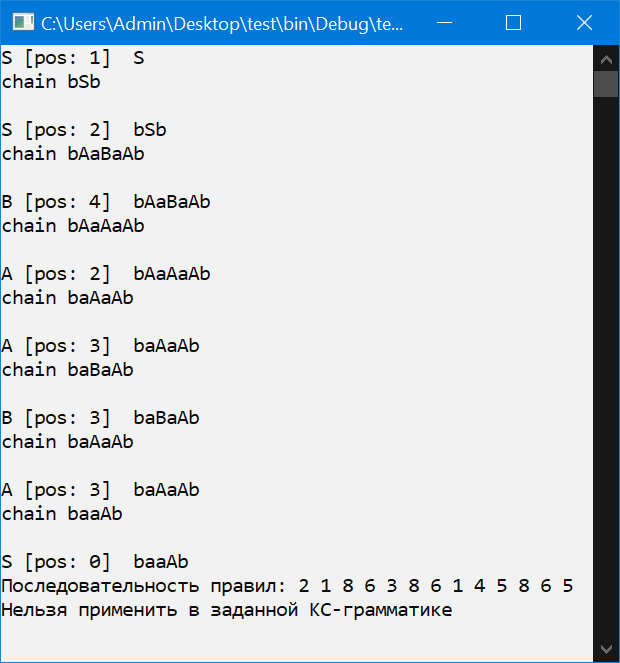 C:\Users\Admin\Desktop\test\bin\Debug\te...
S [pos: 1]  S
chain bSb
S [pos: 2]  bSb
chain bAaBaAb
B [pos: 4]  bAaBaAb
chain bAaAaAb
A [pos: 2]  bAaAaAb
chain baAaAb
A [pos: 3]  baAaAb
chain baBaAb
B [pos: 3]  baBaAb
chain baAaAb
A [pos: 3]  baAaAb
chain baaAb
S [pos: 0]  baaAb
Последовательность правил: 2 1 8 6 3 8 6 1 4 5 8 6 5
Нельзя применить в заданной КС-грамматике